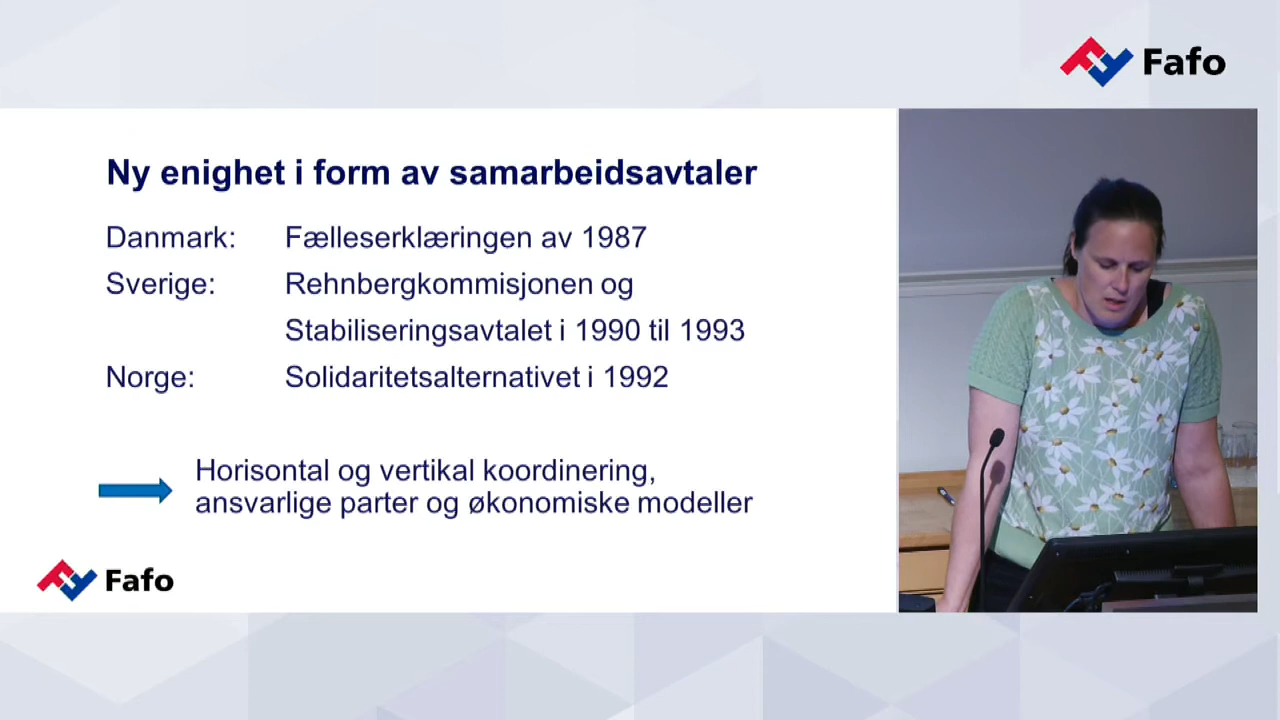 Fafo
Ny enighet i form av samarbeidsavtaler
Danmark: Fælleserklæringen av 1987
Sverige: Rehnbergkommisjonen og
Stabiliseringsavtalet i 1990 til 1993
Norge: Solidaritetsalternativet i 1992
Horisontal og vertikal koordinering,
ansvarlige parter og økonomiske modeller
Fafo